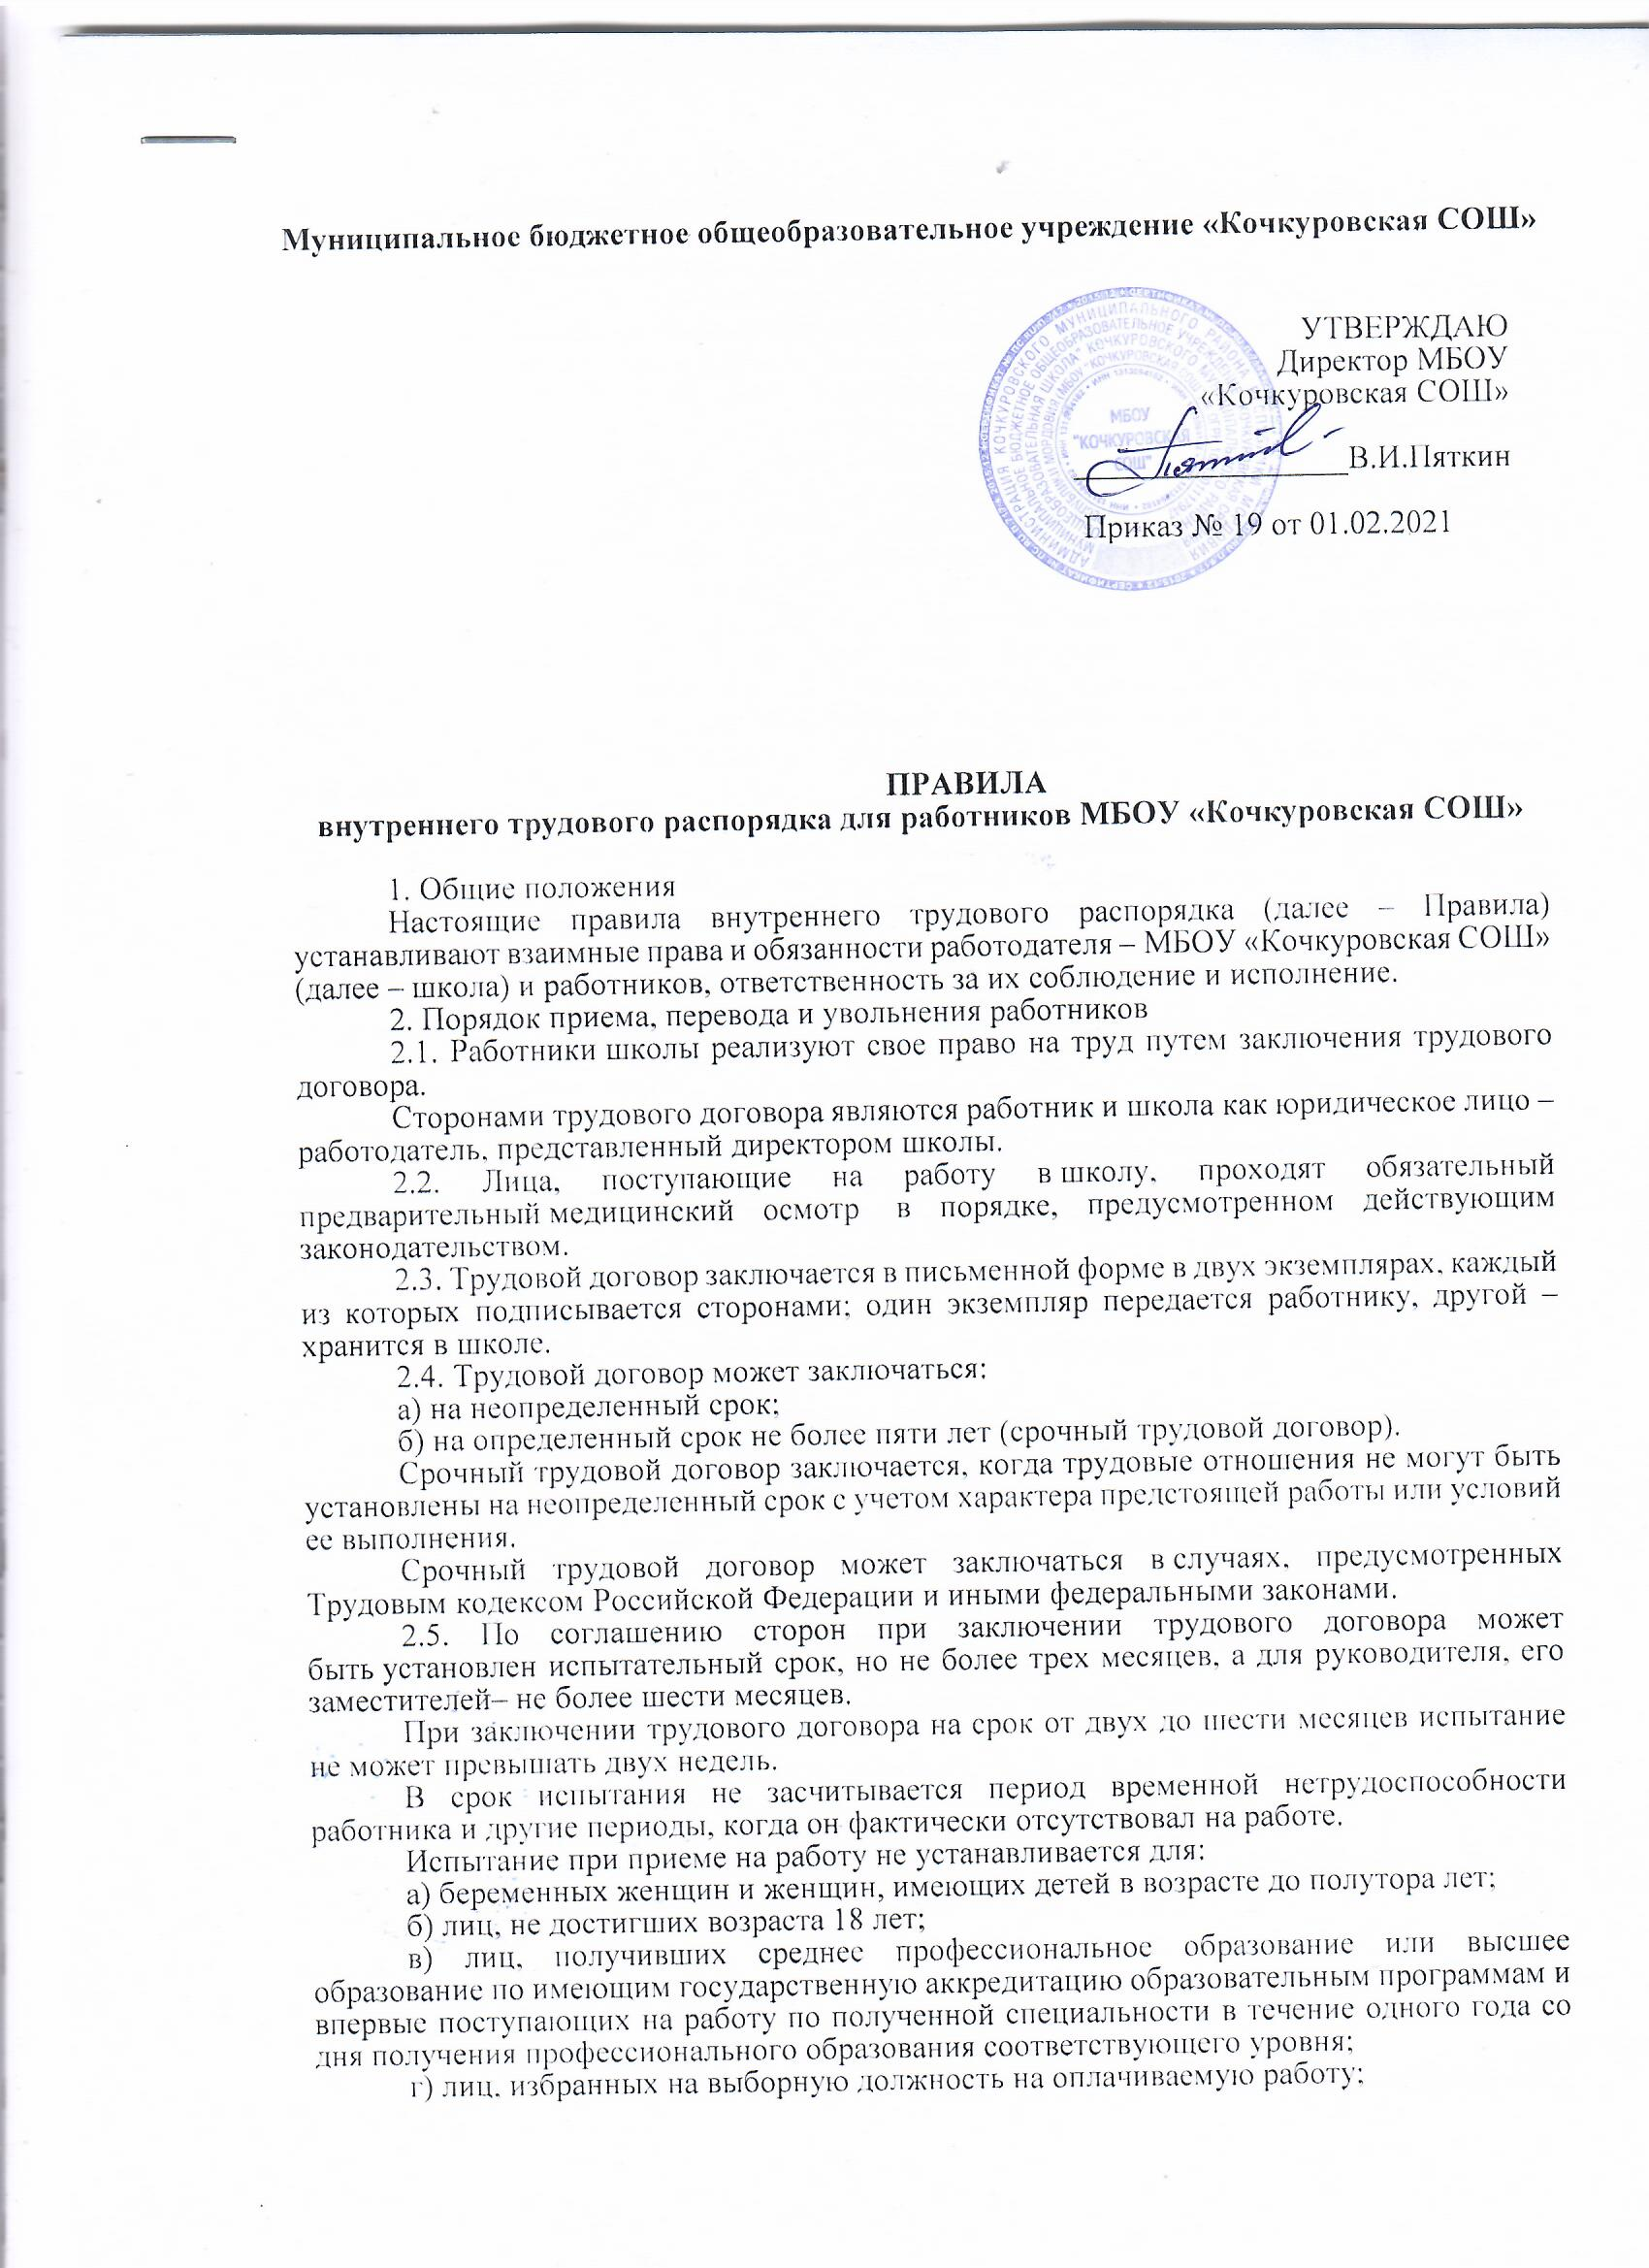 Муниципальное бюджетное общеобразовательное учреждение «Кочкуровская СОШ»
УТВЕРЖДАЮ
Директор МБОУ
«Кочкуровская СОШ»
МБОУ
"КОЧКУРОВСКАЯ
СОШ"
В.И.Пяткин
Приказ № 19 от 01.02.2021
ПРАВИЛА
внутреннего трудового распорядка для работников МБОУ «Кочкуровская СОШ»
1. Общие положения
Настоящие правила внутреннего трудового распорядка (далее – Правила)
устанавливают взаимные права и обязанности работодателя – МБОУ «Кочкуровская СОШ»
(далее – школа) и работников, ответственность за их соблюдение и исполнение.
2. Порядок приема, перевода и увольнения работников
2.1. Работники школы реализуют свое право на труд путем заключения трудового
договора.
Сторонами трудового договора являются работник и школа как юридическое лицо –
работодатель, представленный директором школы.
2.2. Лица, поступающие на работу в школу, проходят обязательный
предварительный медицинский осмотр в порядке, предусмотренном действующим
законодательством.
2.3. Трудовой договор заключается в письменной форме в двух экземплярах, каждый
из которых подписывается сторонами; один экземпляр передается работнику, другой –
хранится в школе.
2.4. Трудовой договор может заключаться:
а) на неопределенный срок;
б) на определенный срок не более пяти лет (срочный трудовой договор).
Срочный трудовой договор заключается, когда трудовые отношения не могут быть
установлены на неопределенный срок с учетом характера предстоящей работы или условий
ее выполнения.
Срочный трудовой договор может заключаться в случаях, предусмотренных
Трудовым кодексом Российской Федерации и иными федеральными законами.
2.5. По соглашению сторон при заключении трудового договора может
быть установлен испытательный срок, но не более трех месяцев, а для руководителя, его
заместителей– не более шести месяцев.
При заключении трудового договора на срок от двух до шести месяцев испытание
не может превышать двух недель.
В срок испытания не засчитывается период временной нетрудоспособности
работника и другие периоды, когда он фактически отсутствовал на работе.
Испытание при приеме на работу не устанавливается для:
а) беременных женщин и женщин, имеющих детей в возрасте до полутора лет;
б) лиц, не достигших возраста 18 лет;
в) лиц, получивших среднее профессиональное образование или высшее
образование по имеющим государственную аккредитацию образовательным программам и
впервые поступающих на работу по полученной специальности в течение одного года со
дня получения профессионального образования соответствующего уровня;
г) лиц, избранных на выборную должность на оплачиваемую работу;